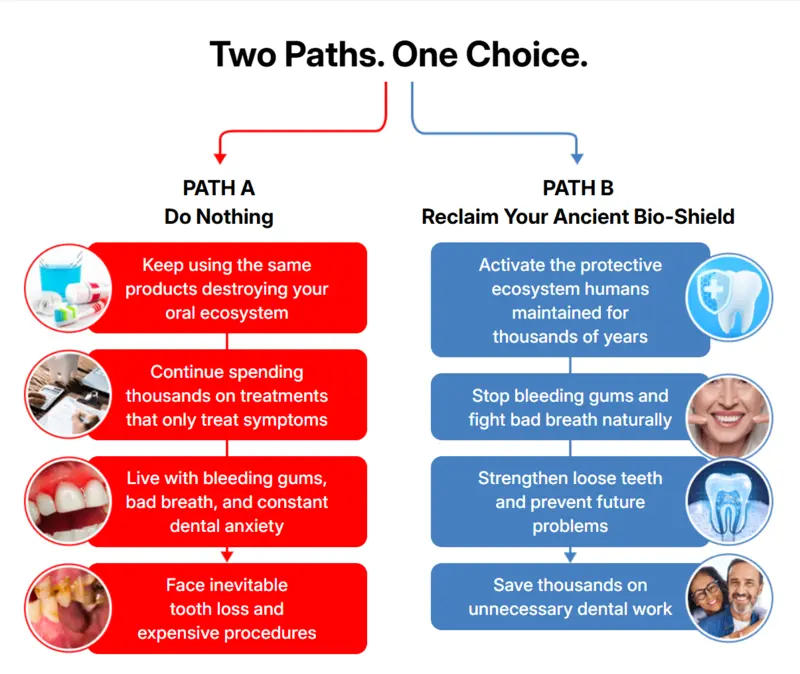 Two Paths. One Choice.
PATH A
Do Nothing
Keep using the same
products destroying your
oral ecosystem
Continue spending
thousands on treatments
that only treat symptoms
Live with bleeding gums,
bad breath, and constant
dental anxiety
Face inevitable
tooth loss and
expensive procedures
PATH B
Reclaim Your Ancient Bio-Shield
Activate the protective
ecosystem humans
maintained for
thousands of years
Stop bleeding gums and
fight bad breath naturally
Strengthen loose teeth
and prevent future
problems
Save thousands on
unnecessary dental work